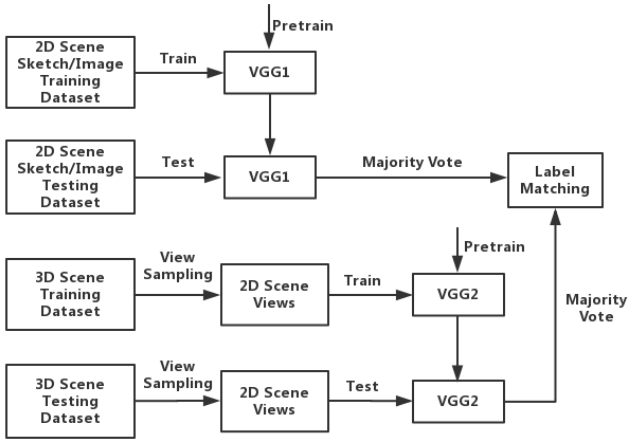 Pretrain
2D Scene
Sketch/Image
Training
Dataset
Train
VGG1
2D Scene
Sketch/Image
Testing
Dataset
Test
VGG1
Majority Vote
Label
Matching
Pretrain
3D Scene
Training
Dataset
View
Sampling
2D Scene
Views
Train
VGG2
Majority
Vote
3D Scene
Testing
Dataset
View
Sampling
2D Scene
Views
Test
VGG2